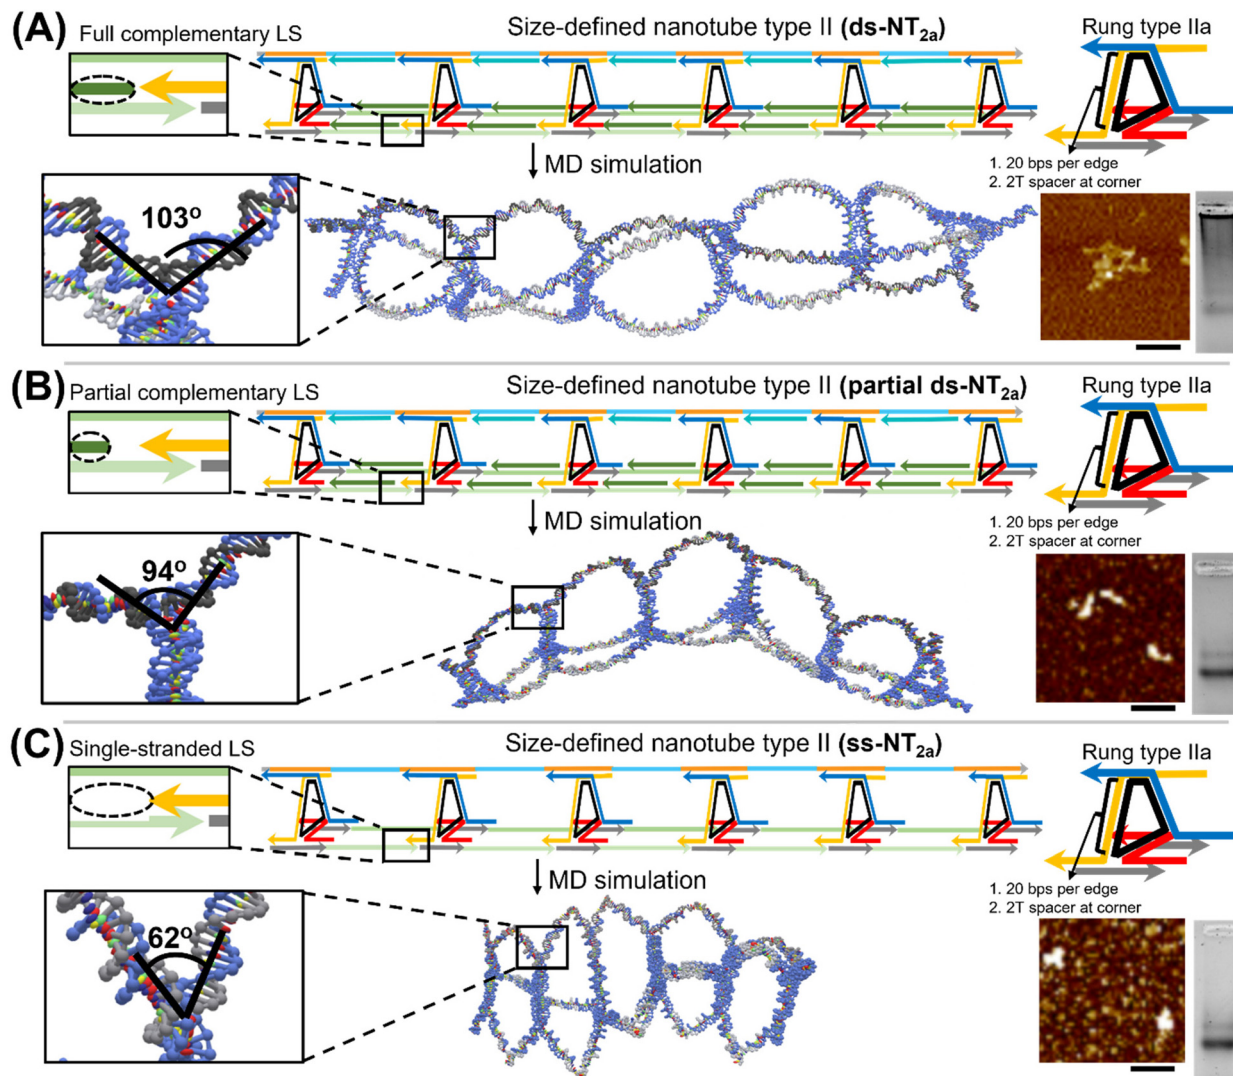 (A)
Full complementary LS
Size-defined nanotube type II (ds-NT2a)
Rung type IIa
MD simulation
1. 20 bps per edge
2. 2T spacer at corner
103o
(B)
Partial complementary LS
Size-defined nanotube type II (partial ds-NT2a)
Rung type IIa
MD simulation
1. 20 bps per edge
2. 2T spacer at corner
94o
(C)
Single-stranded LS
Size-defined nanotube type II (ss-NT2a)
Rung type IIa
MD simulation
1. 20 bps per edge
2. 2T spacer at corner
62o